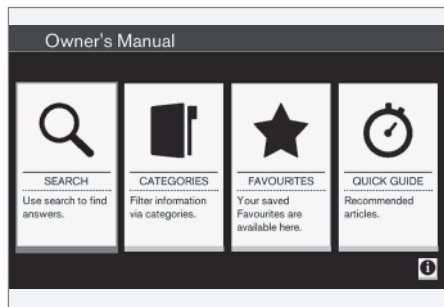 Owner's Manual
SEARCH
Use search to find
answers.
CATEGORIES
Filter information
via categories.
FAVOURITES
Your saved
Favourites are
available here.
QUICK GUIDE
Recommended
articles.